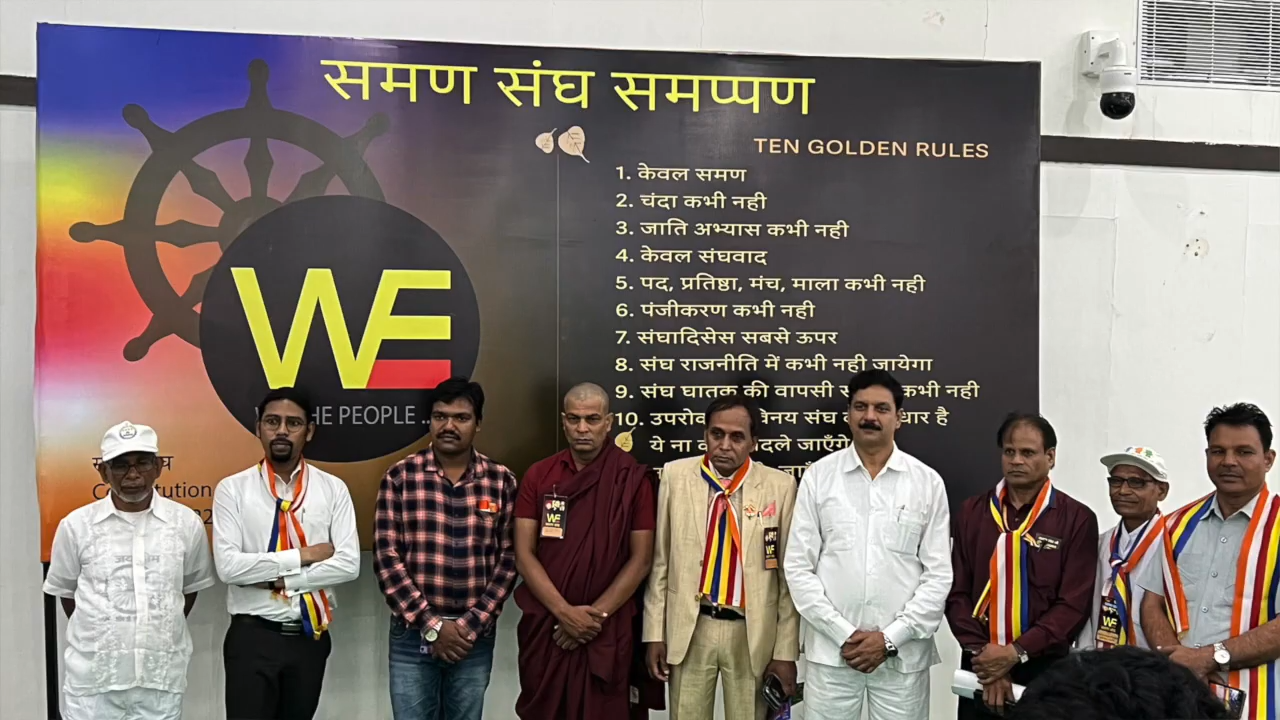 समण संघ समप्पण
TEN GOLDEN RULES
1. केवल समण
2. चंदा कभी नही
3. जाति अभ्यास कभी नही
4. केवल संघवाद
5. पद, प्रतिष्ठा, मंच, माला कभी नही
6. पंजीकरण कभी नही
7. संघादिसेस सबसे ऊपर
8. संघ राजनीति में कभी नही जायेगा
9. संघ घातक की वापसी कभी नही
10. विनय संघ है
ये ना
WE
THE PEOPLE ..
WE
WE